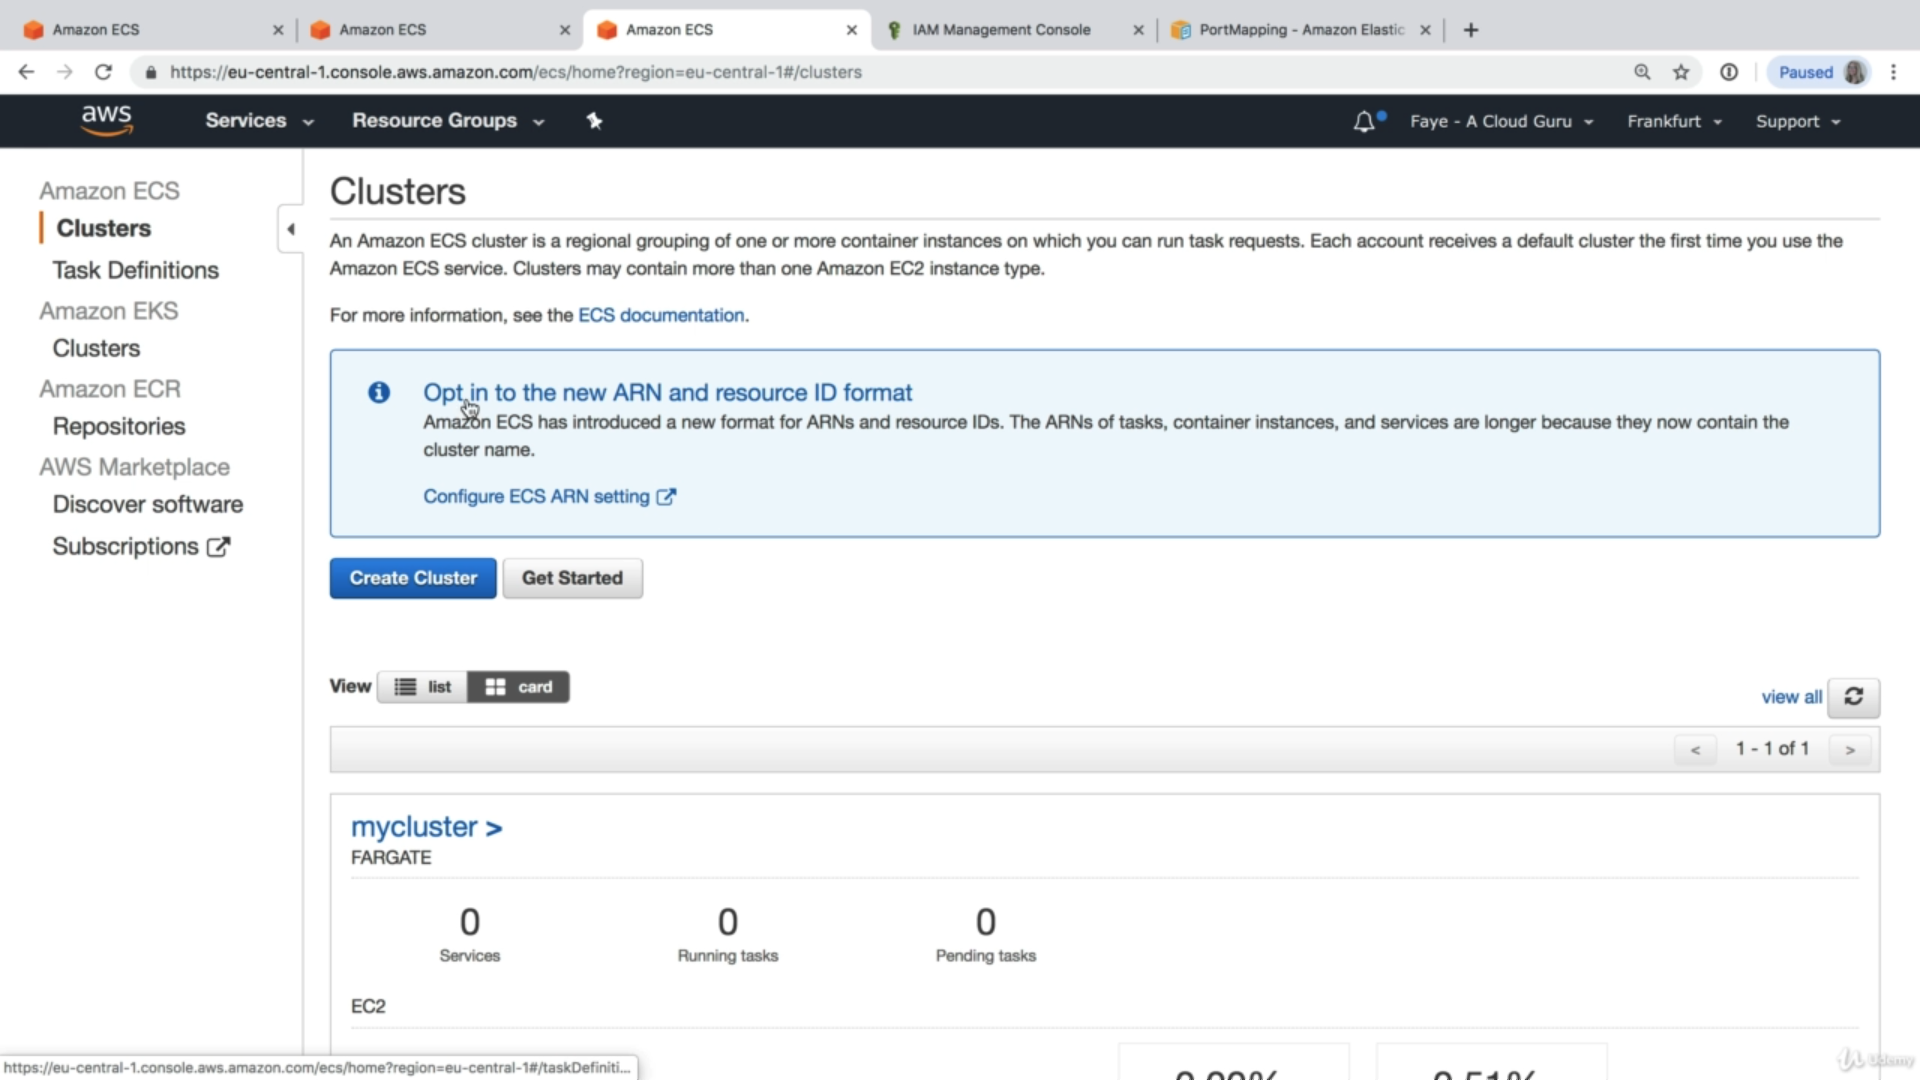 Amazon ECS
Amazon ECS
Amazon ECS
IAM Management Console
PortMapping - Amazon Elastic
https://eu-central-1.console.aws.amazon.com/ecs/home?region=eu-central-1#/clusters
Paused
aws
Services
Resource Groups
Faye - A Cloud Guru
Frankfurt
Support
Amazon ECS
Clusters
Task Definitions
Amazon EKS
Clusters
Amazon ECR
Repositories
AWS Marketplace
Discover software
Subscriptions
Clusters
An Amazon ECS cluster is a regional grouping of one or more container instances on which you can run task requests. Each account receives a default cluster the first time you use the
Amazon ECS service. Clusters may contain more than one Amazon EC2 instance type.
For more information, see the ECS documentation.
Opt in to the new ARN and resource ID format
Amazon ECS has introduced a new format for ARNs and resource IDs. The ARNs of tasks, container instances, and services are longer because they now contain the
cluster name.
Configure ECS ARN setting
Create Cluster
Get Started
View
list
card
view all
< 1 - 1 of 1 >
mycluster >
FARGATE
0
Services
0
Running tasks
0
Pending tasks
EC2
https://eu-central-1.console.aws.amazon.com/ecs/home?region=eu-central-1#/taskDefiniti...
Udemy